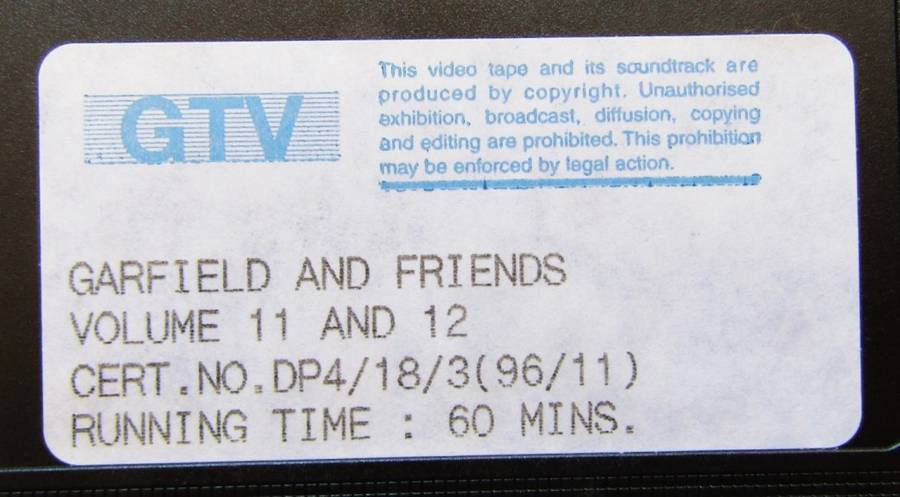 GTV
This video tape and its soundtrack are
produced by copyright. Unauthorised
exhibition, broadcast, diffusion, copying
and editing are prohibited. This prohibition
may be enforced by legal action.
GARFIELD AND FRIENDS
VOLUME 11 AND 12
CERT.NO.DP4/18/3(96/11)
RUNNING TIME : 60 MINS.